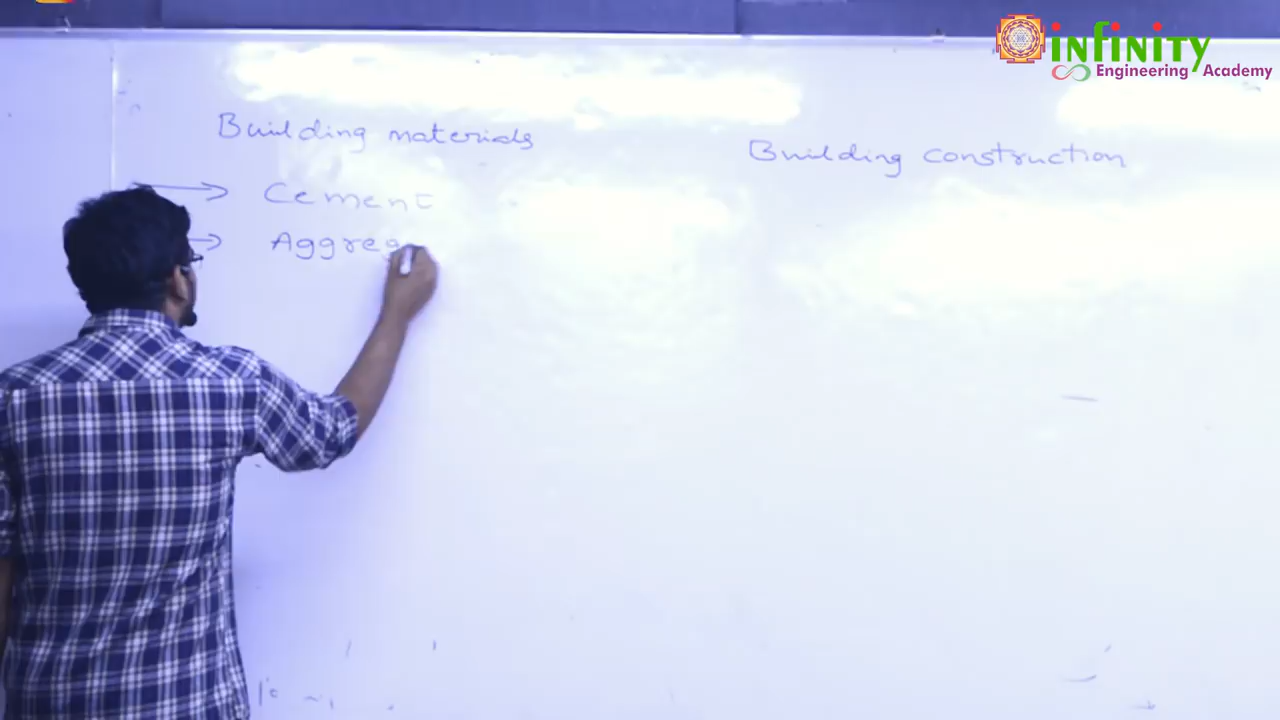 infinity
Engineering Academy
Building materials
Building construction
→ Cement
→ Aggreg